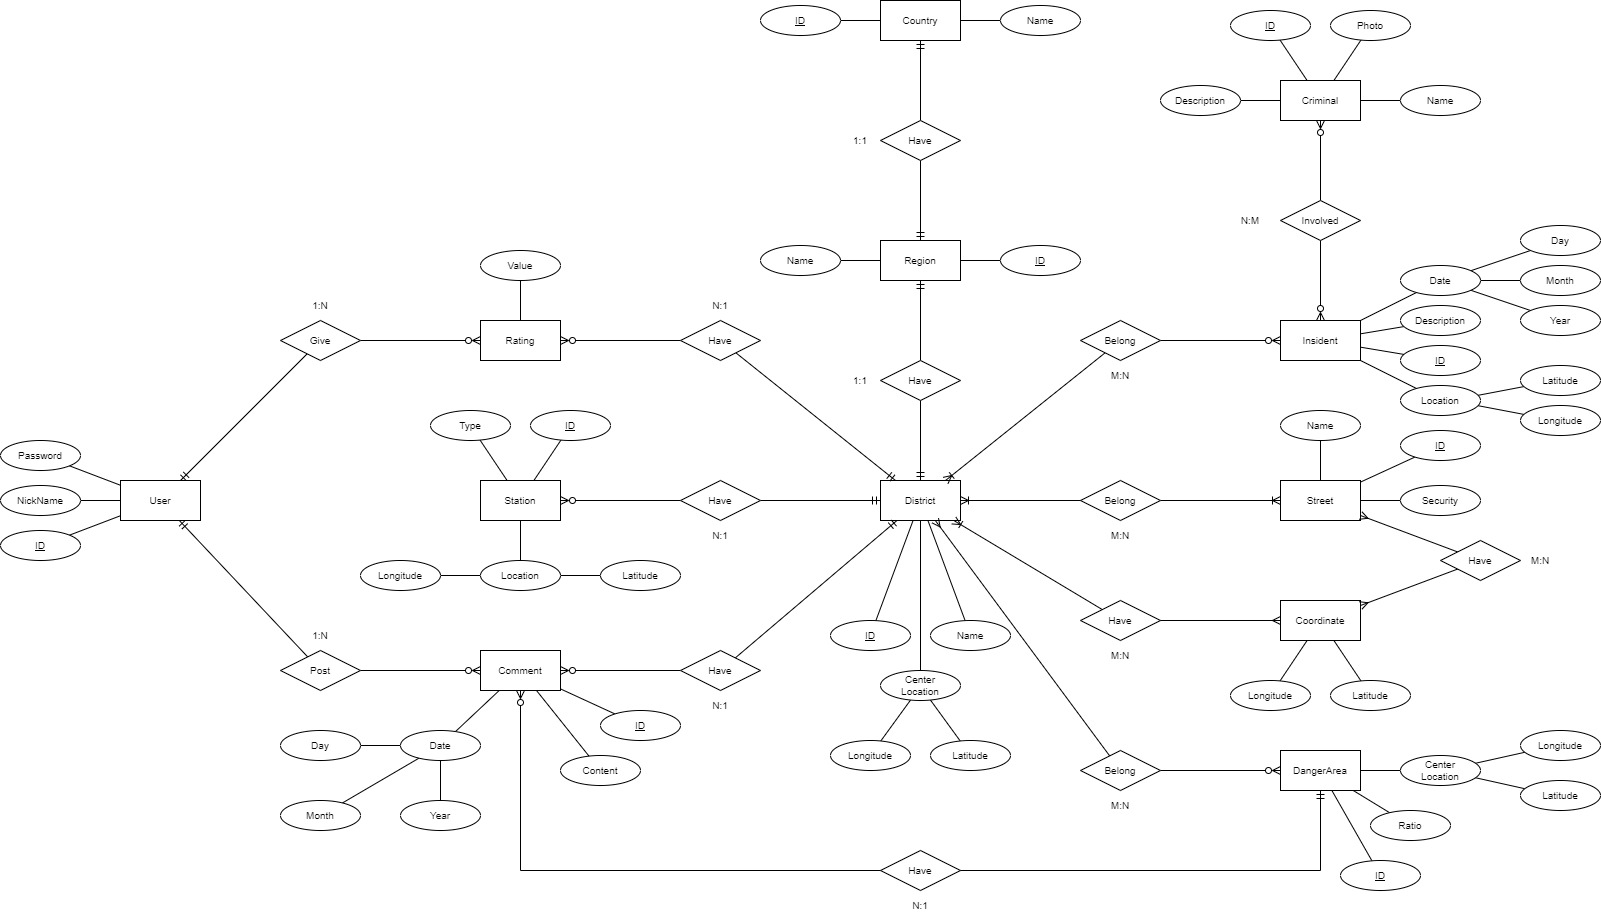 ID
Country
Name
ID
Photo
Description
Criminal
Name
1:1
Have
N:M
Involved
Day
Name
Region
ID
Value
Date
Month
1:N
N:1
Description
Year
Give
Rating
Have
Belong
Insident
ID
1:1
Have
M:N
Latitude
Location
Longitude
Type
ID
Name
ID
Password
NickName
User
Station
Have
District
Belong
Street
Security
ID
N:1
M:N
Have
M:N
Longitude
Location
Latitude
1:N
ID
Name
Have
Coordinate
M:N
Post
Comment
Have
Center
Location
N:1
Longitude
Latitude
ID
Day
Date
Longitude
Latitude
Longitude
Content
Belong
DangerArea
Center
Location
M:N
Latitude
Month
Year
Ratio
Have
ID
N:1